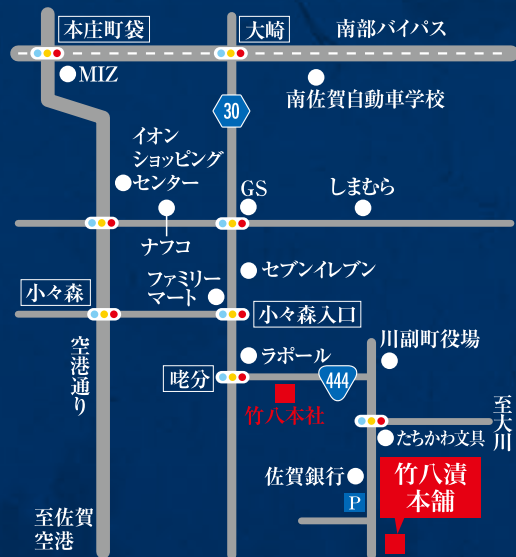 本庄町袋
大崎
南部バイパス
MIZ
南佐賀自動車学校
30
イオン
ショッピング
センター
GS
しまむら
ナフコ
セブンイレブン
ファミリー
マート
小々森
小々森入口
空港通り
ラポール
川副町役場
咾分
444
竹八本社
至大川
たちかわ文具
佐賀銀行
P
竹八漬
本舗
至佐賀
空港